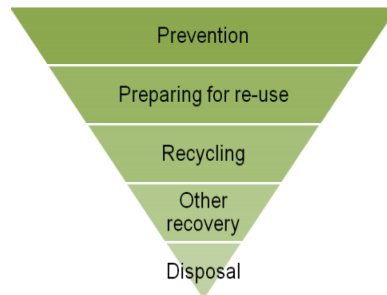 Prevention
Preparing for re-use
Recycling
Other
recovery
Disposal